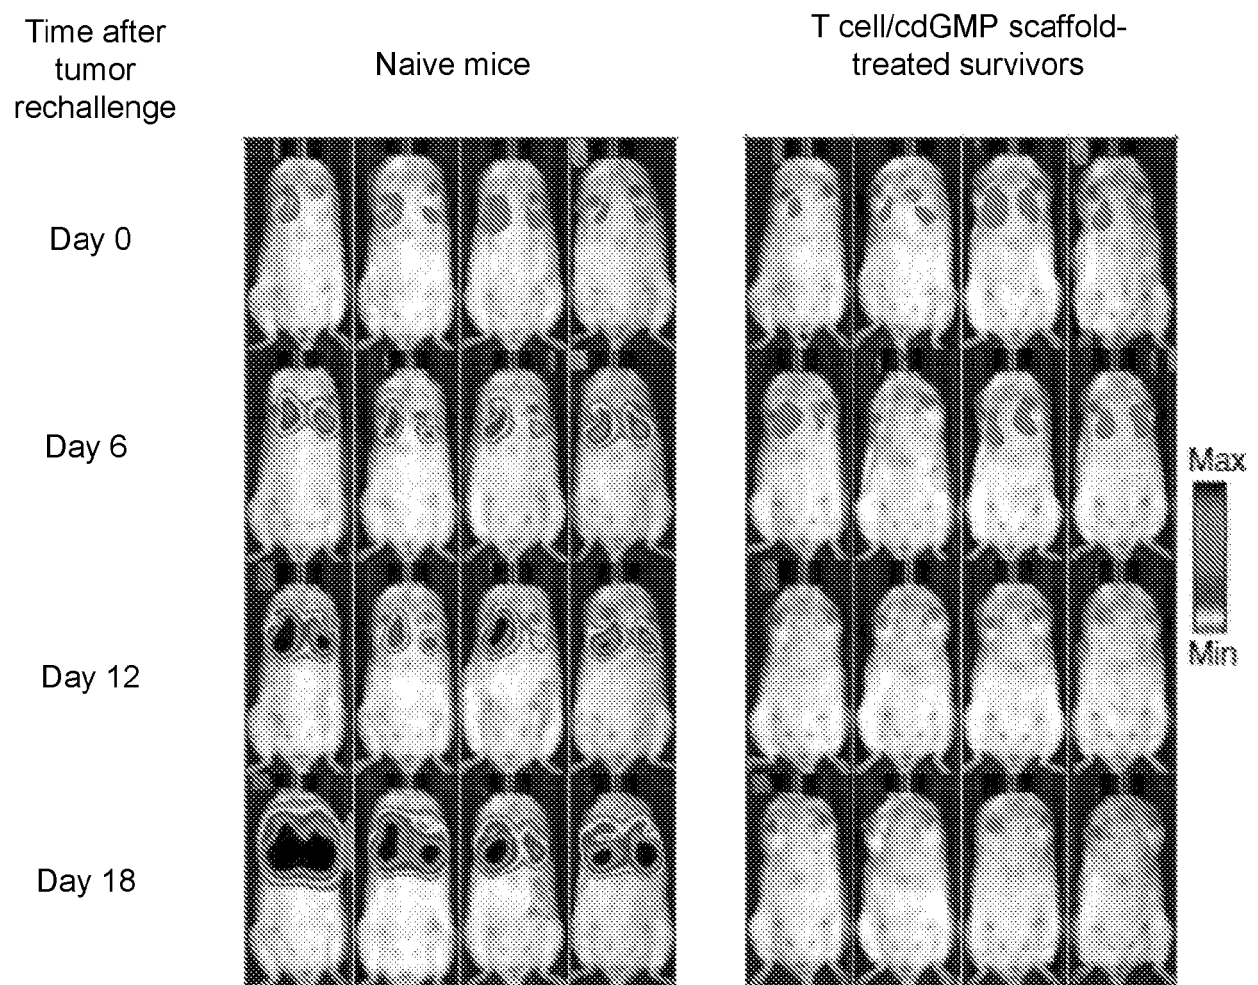 Time after
tumor
rechallenge
Naive mice
T cell/cdGMP scaffold-
treated survivors
Day 0
Day 6
Day 12
Day 18
Max
Min